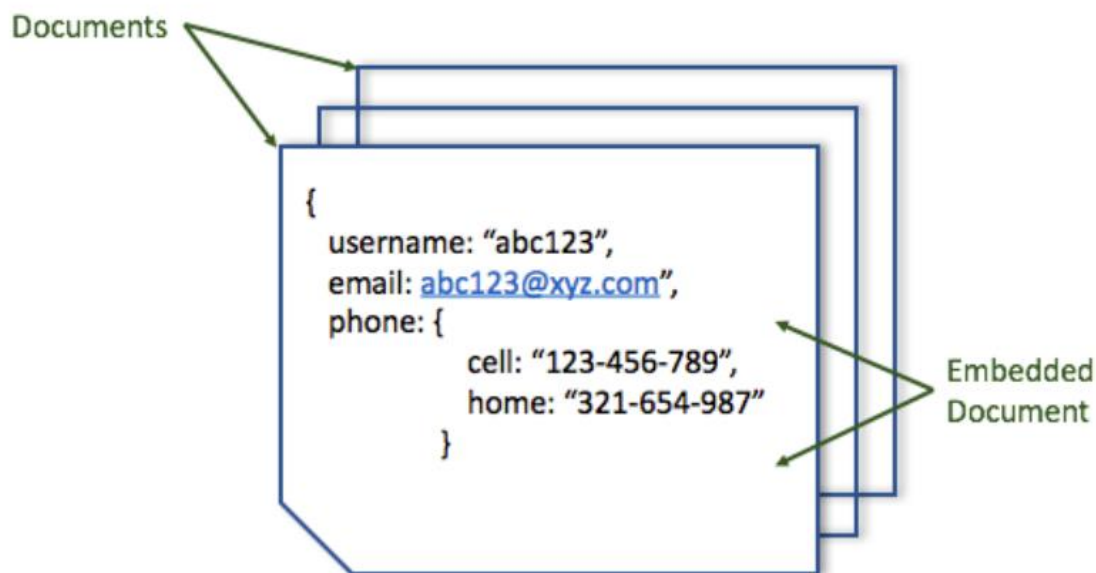 Documents
{
username: “abc123”,
email: abc123@xyz.com”,
phone: {
cell: “123-456-789”,
home: “321-654-987”
}
Embedded
Document